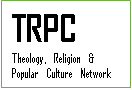 TRPC
Theology, Religion &
Popular Culture Network